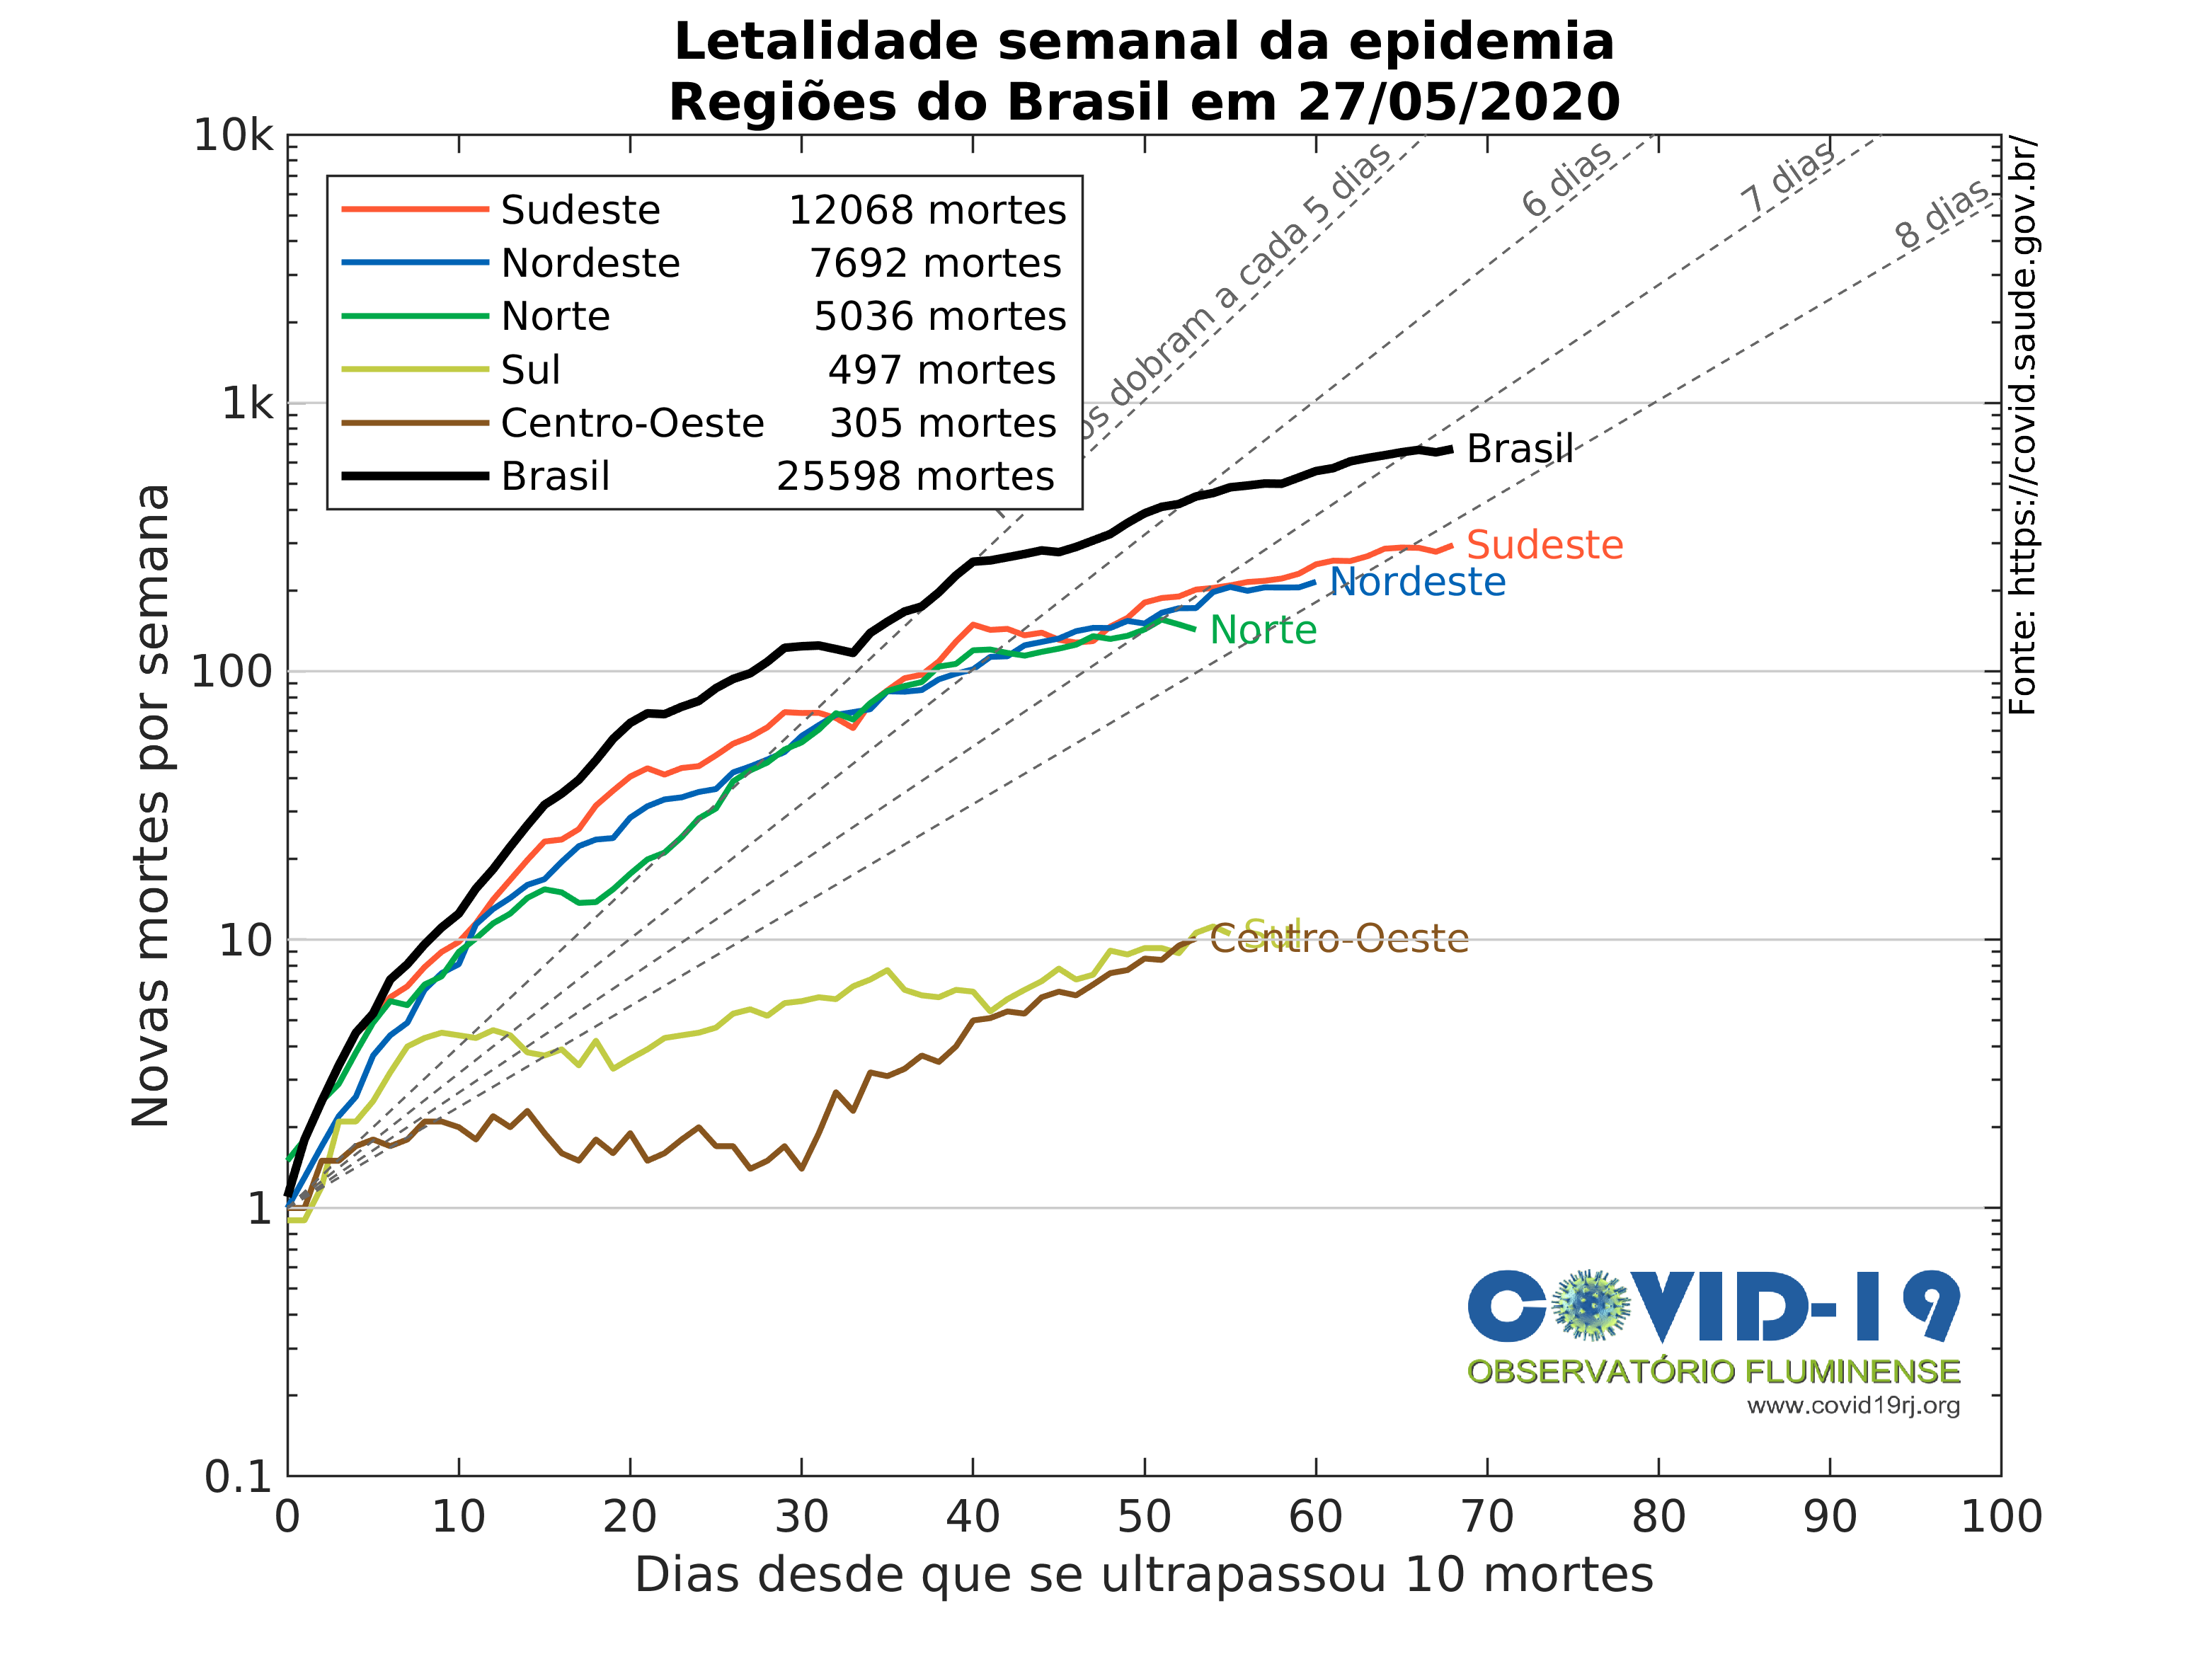 Letalidade semanal da epidemia
Regiões do Brasil em 27/05/2020
10k
1k
100
10
1
0.1
Novas mortes por semana
Sudeste 12068 mortes
Nordeste 7692 mortes
Norte 5036 mortes
Sul 497 mortes
Centro-Oeste 305 mortes
Brasil 25598 mortes
dobram a cada 5 dias
6 dias
7 dias
8 dias
Brasil
Sudeste
Nordeste
Norte
Sul
Centro-Oeste
Fonte: https://covid.saude.gov.br/
COVID-19
OBSERVATÓRIO FLUMINENSE
www.covid19rj.org
0 10 20 30 40 50 60 70 80 90 100
Dias desde que se ultrapassou 10 mortes